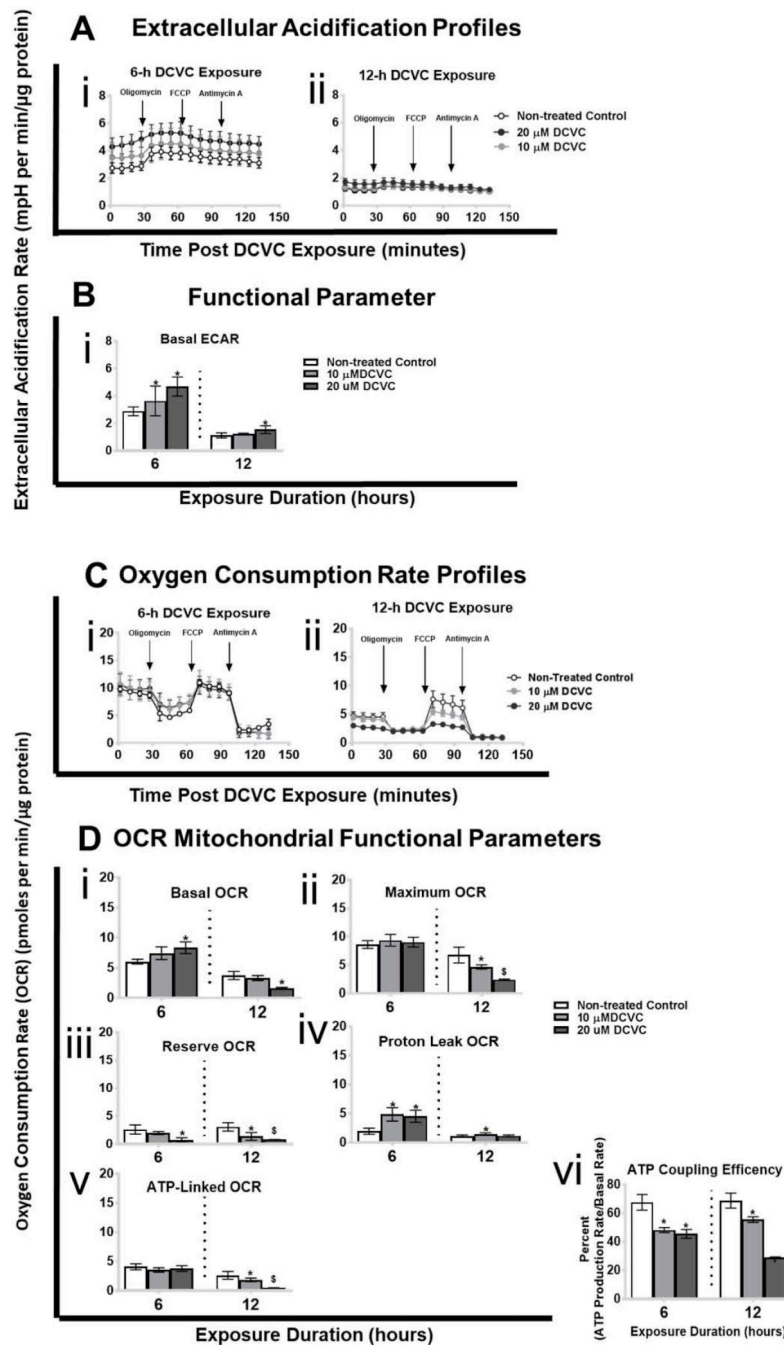 Extracellular Acidification Rate (mpH per min/µg protein)
A Extracellular Acidification Profiles
i
6-h DCVC Exposure
Oligomycin FCCP Antimycin A
8
6
4
2
0
0 30 60 90 120 150
ii
12-h DCVC Exposure
Oligomycin FCCP Antimycin A
8
6
4
2
0
0 30 60 90 120 150
Non-treated Control
20 µM DCVC
10 µM DCVC
Time Post DCVC Exposure (minutes)
B Functional Parameter
i
Basal ECAR
8
6
4
2
0
* * *
6 12
Non-treated Control
10 µMDCVC
20 uM DCVC
Exposure Duration (hours)
Oxygen Consumption Rate (OCR) (pmoles per min/µg protein)
C Oxygen Consumption Rate Profiles
i
6-h DCVC Exposure
Oligomycin FCCP Antimycin A
20
15
10
5
0
0 30 60 90 120 150
ii
12-h DCVC Exposure
Oligomycin FCCP Antimycin A
20
15
10
5
0
0 30 60 90 120 150
Non-Treated Control
10 µM DCVC
20 µM DCVC
Time Post DCVC Exposure (minutes)
D OCR Mitochondrial Functional Parameters
i
Basal OCR
20
15
10
5
0
* *
6 12
ii
Maximum OCR
20
15
10
5
0
* $
6 12
Non-treated Control
10 µMDCVC
20 uM DCVC
iii
Reserve OCR
20
15
10
5
0
* * $
6 12
iv
Proton Leak OCR
20
15
10
5
0
* * *
6 12
v
ATP-Linked OCR
20
15
10
5
0
* $
6 12
Exposure Duration (hours)
vi
ATP Coupling Efficency
Percent
(ATP Production Rate/Basal Rate)
80
60
40
20
0
* * *
6 12
Exposure Duration (hours)